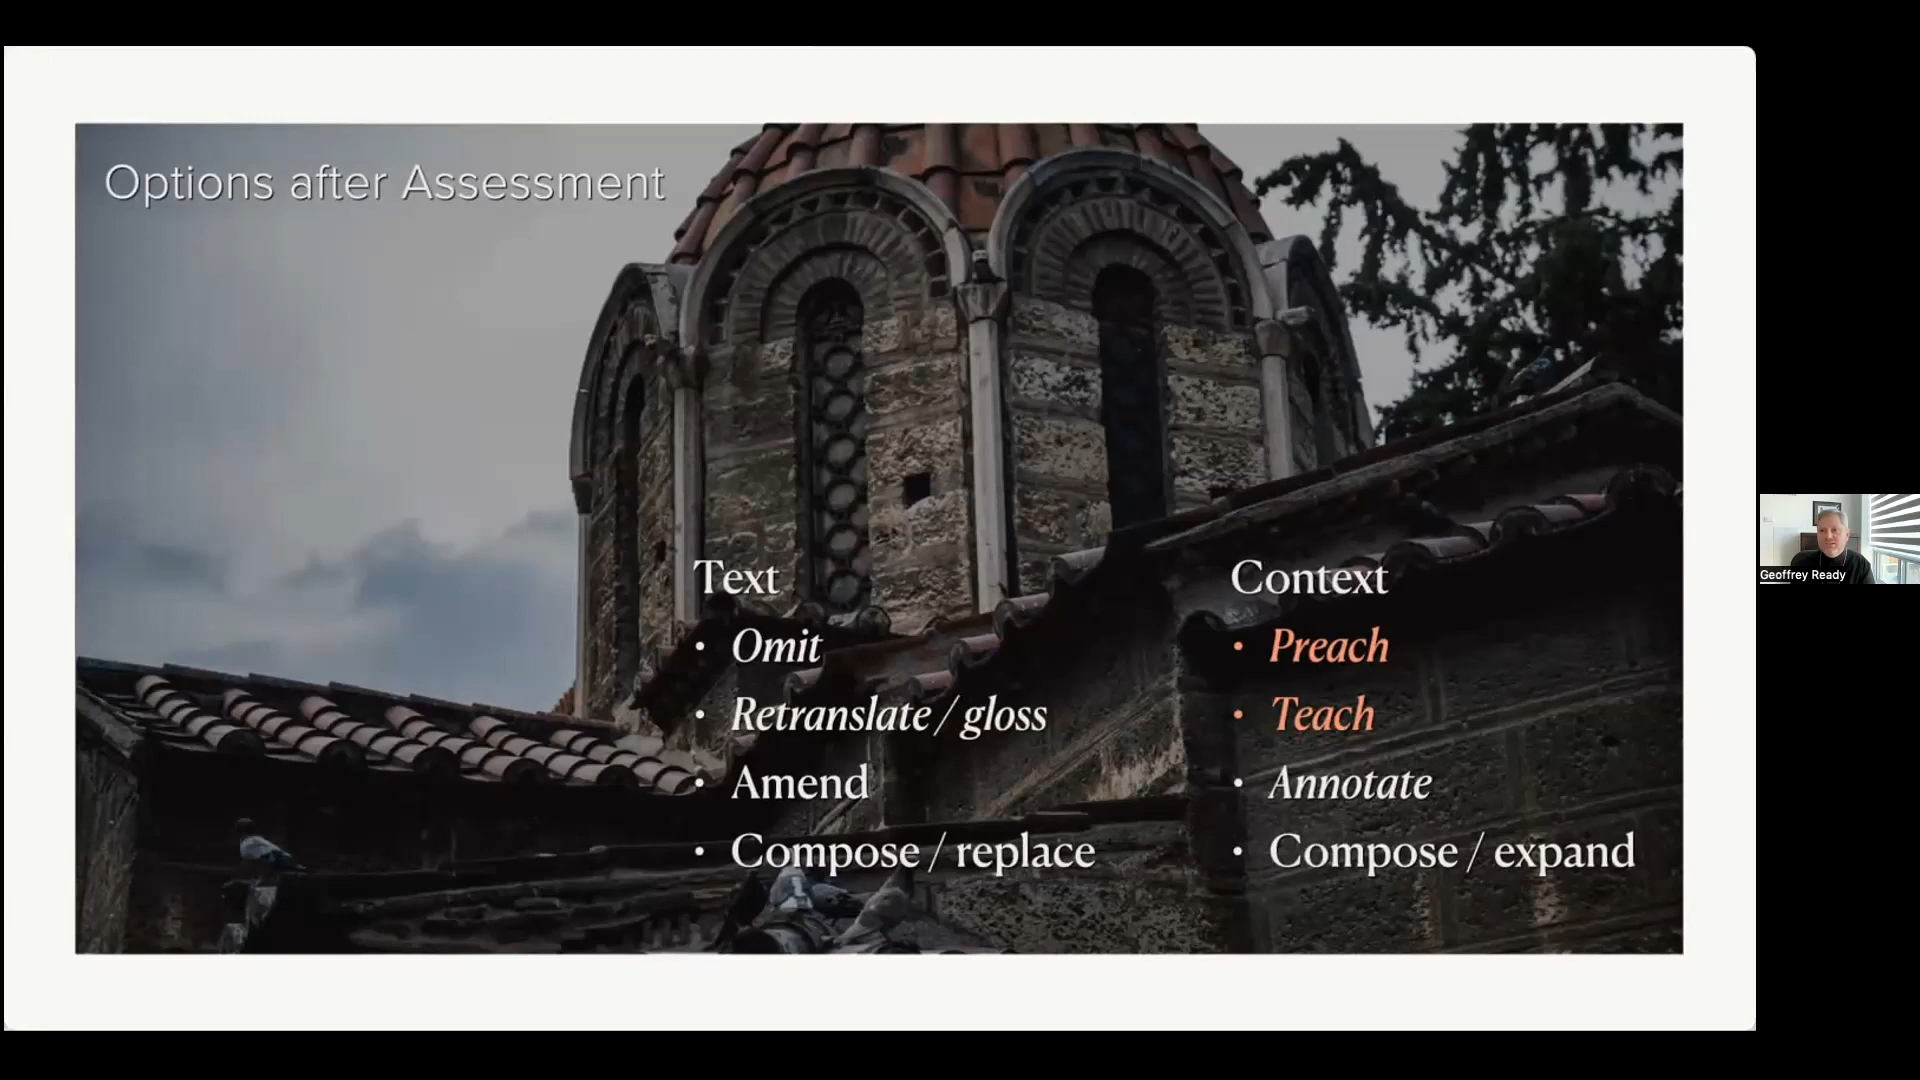 Options after Assessment
Text
• Omit
• Retranslate / gloss
• Amend
• Compose / replace
Context
• Preach
• Teach
• Annotate
• Compose / expand
Geoffrey Ready